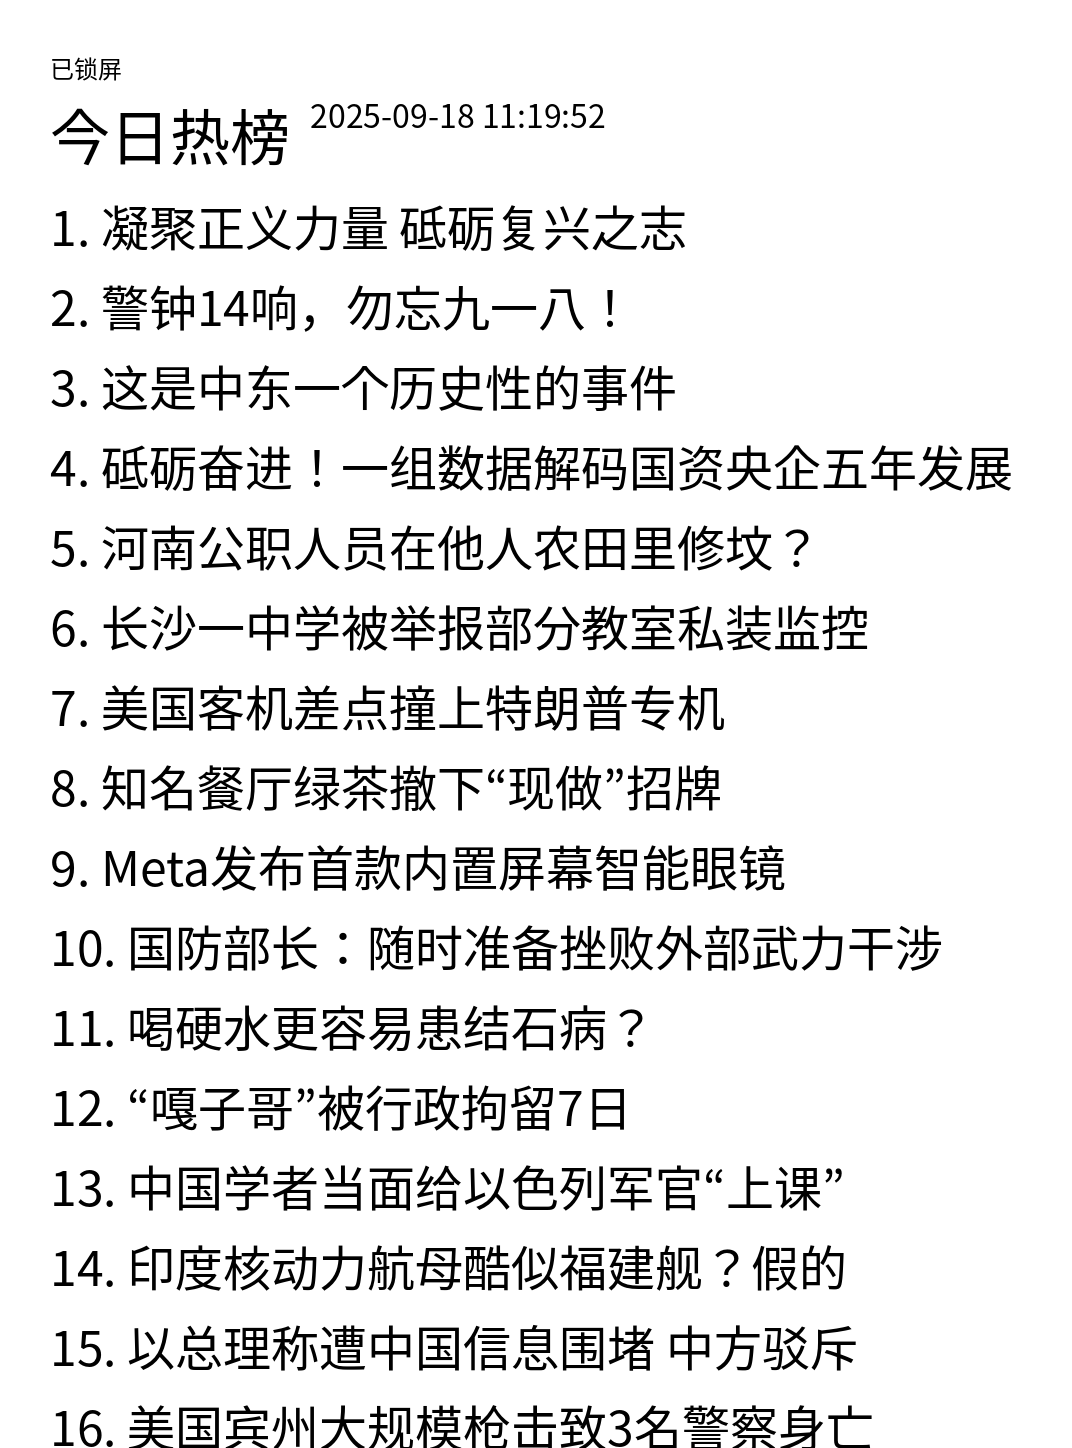 已锁屏
今日热榜 2025-09-18 11:19:52
1. 凝聚正义力量 砥砺复兴之志
2. 警钟14响，勿忘九一八！
3. 这是中东一个历史性的事件
4. 砥砺奋进！一组数据解码国资央企五年发展
5. 河南公职人员在他人农田里修坟？
6. 长沙一中学被举报部分教室私装监控
7. 美国客机差点撞上特朗普专机
8. 知名餐厅绿茶撤下“现做”招牌
9. Meta发布首款内置屏幕智能眼镜
10. 国防部长：随时准备挫败外部武力干涉
11. 喝硬水更容易患结石病？
12. “嘎子哥”被行政拘留7日
13. 中国学者当面给以色列军官“上课”
14. 印度核动力航母酷似福建舰？假的
15. 以总理称遭中国信息围堵 中方驳斥
16. 美国宾州大规模枪击致3名警察身亡